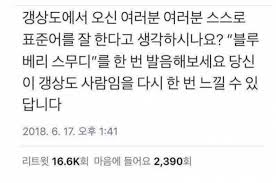 갱상도에서 오신 여러분 여러분 스스로
표준어를 잘 한다고 생각하시나요? “블루
베리 스무디”를 한 번 발음해보세요 당신
이 갱상도 사람임을 다시 한 번 느낄 수 있
답니다
2018. 6. 17. 오후 1:41
리트윗 16.6K회 마음에 들어요 2,390회